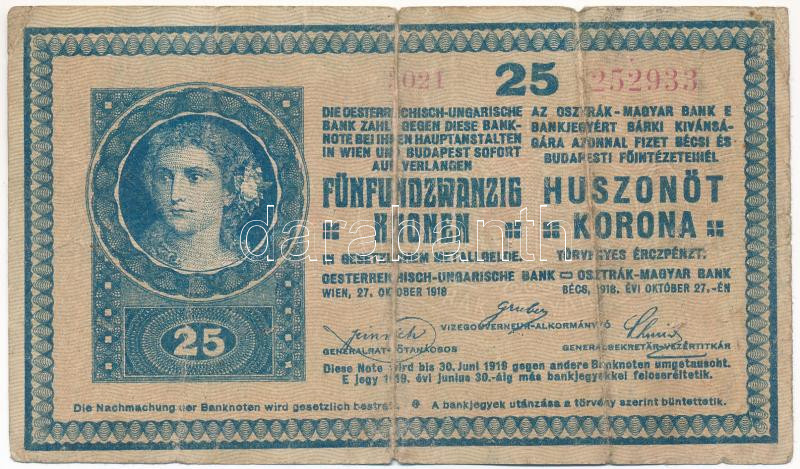 3021 25 252933
DIE OESTERREICHISCH-UNGARISCHE
BANK ZAHLT GEGEN DIESE BANK-
NOTE BEI IHREN HAUPTANSTALTEN
IN WIEN UND BUDAPEST SOFORT
AUF VERLANGEN
FÜNFUNDZWANZIG
KRONEN
IN GESETZLICHEM METALLGELDE.
AZ OSZTRÁK-MAGYAR BANK E
BANKJEGYÉRT BÁRKI KIVÁNSÁ-
GÁRA AZONNAL FIZET BÉCSI ÉS
BUDAPESTI FŐINTÉZETEINÉL
HUSZONÖT
KORONA
TÖRVÉNYES ÉRCZPÉNZT.
OESTERREICHISCH-UNGARISCHE BANK OSZTRÁK-MAGYAR BANK
WIEN, 27. OKTOBER 1918 BÉCS, 1918. ÉVI OKTÓBER 27.-ÉN
Gruber
VIZEGOUVERNEUR-ALKORMÁNYZÓ
GENERALRAT-FŐTANÁCSOS
GENERALSEKRETÄR-VEZÉRTITKÁR
25
Diese Note wird bis 30. Juni 1919 gegen andere Banknoten umgetauscht.
E jegy 1919. évi junius 30.-áig más bankjegyekkel felcseréltetik.
Die Nachmachung der Banknoten wird gesetzlich bestraft. A bankjegyek utánzása a törvény szerint büntettetik.
darabanth